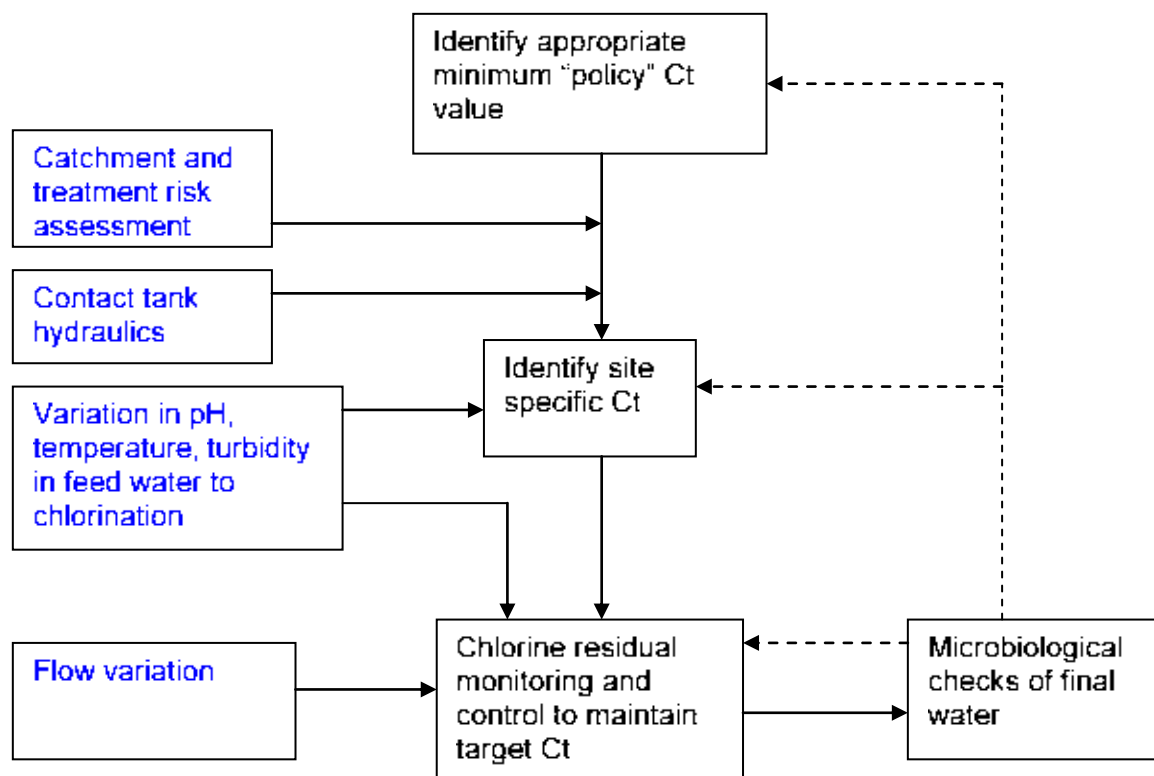 Identify appropriate
minimum “policy” Ct
value
Catchment and
treatment risk
assessment
Contact tank
hydraulics
Identify site
specific Ct
Variation in pH,
temperature, turbidity
in feed water to
chlorination
Flow variation
Chlorine residual
monitoring and
control to maintain
target Ct
Microbiological
checks of final
water